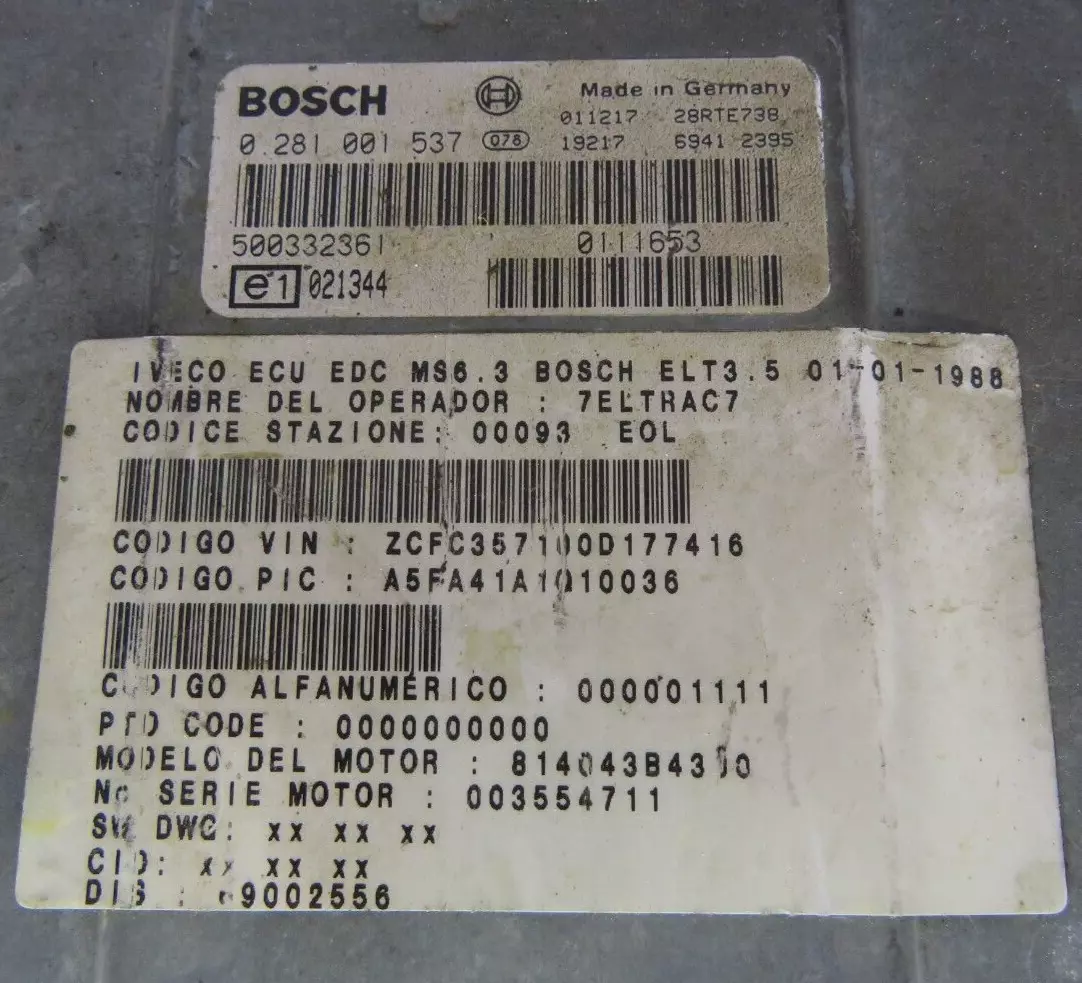 BOSCH Made in Germany
011217 28RTE738
0 281 001 537 078 19217 6941 2395
500332361 0111653
e1 021344
IVECO ECU EDC MS6.3 BOSCH ELT3.5 01-01-1988
NOMBRE DEL OPERADOR : 7ELTRAC7
CODICE STAZIONE: 00093 EOL
CODIGO VIN : ZCFC357100D177416
CODIGO PIC :
CODIGO ALFANUMERICO : 000001111
PTO CODE : 0000000000
MODELO DEL MOTOR : 814043B4300
No SERIE MOTOR : 003554711
SW DWG: xx xx xx
CID: xx xx xx
DIS :